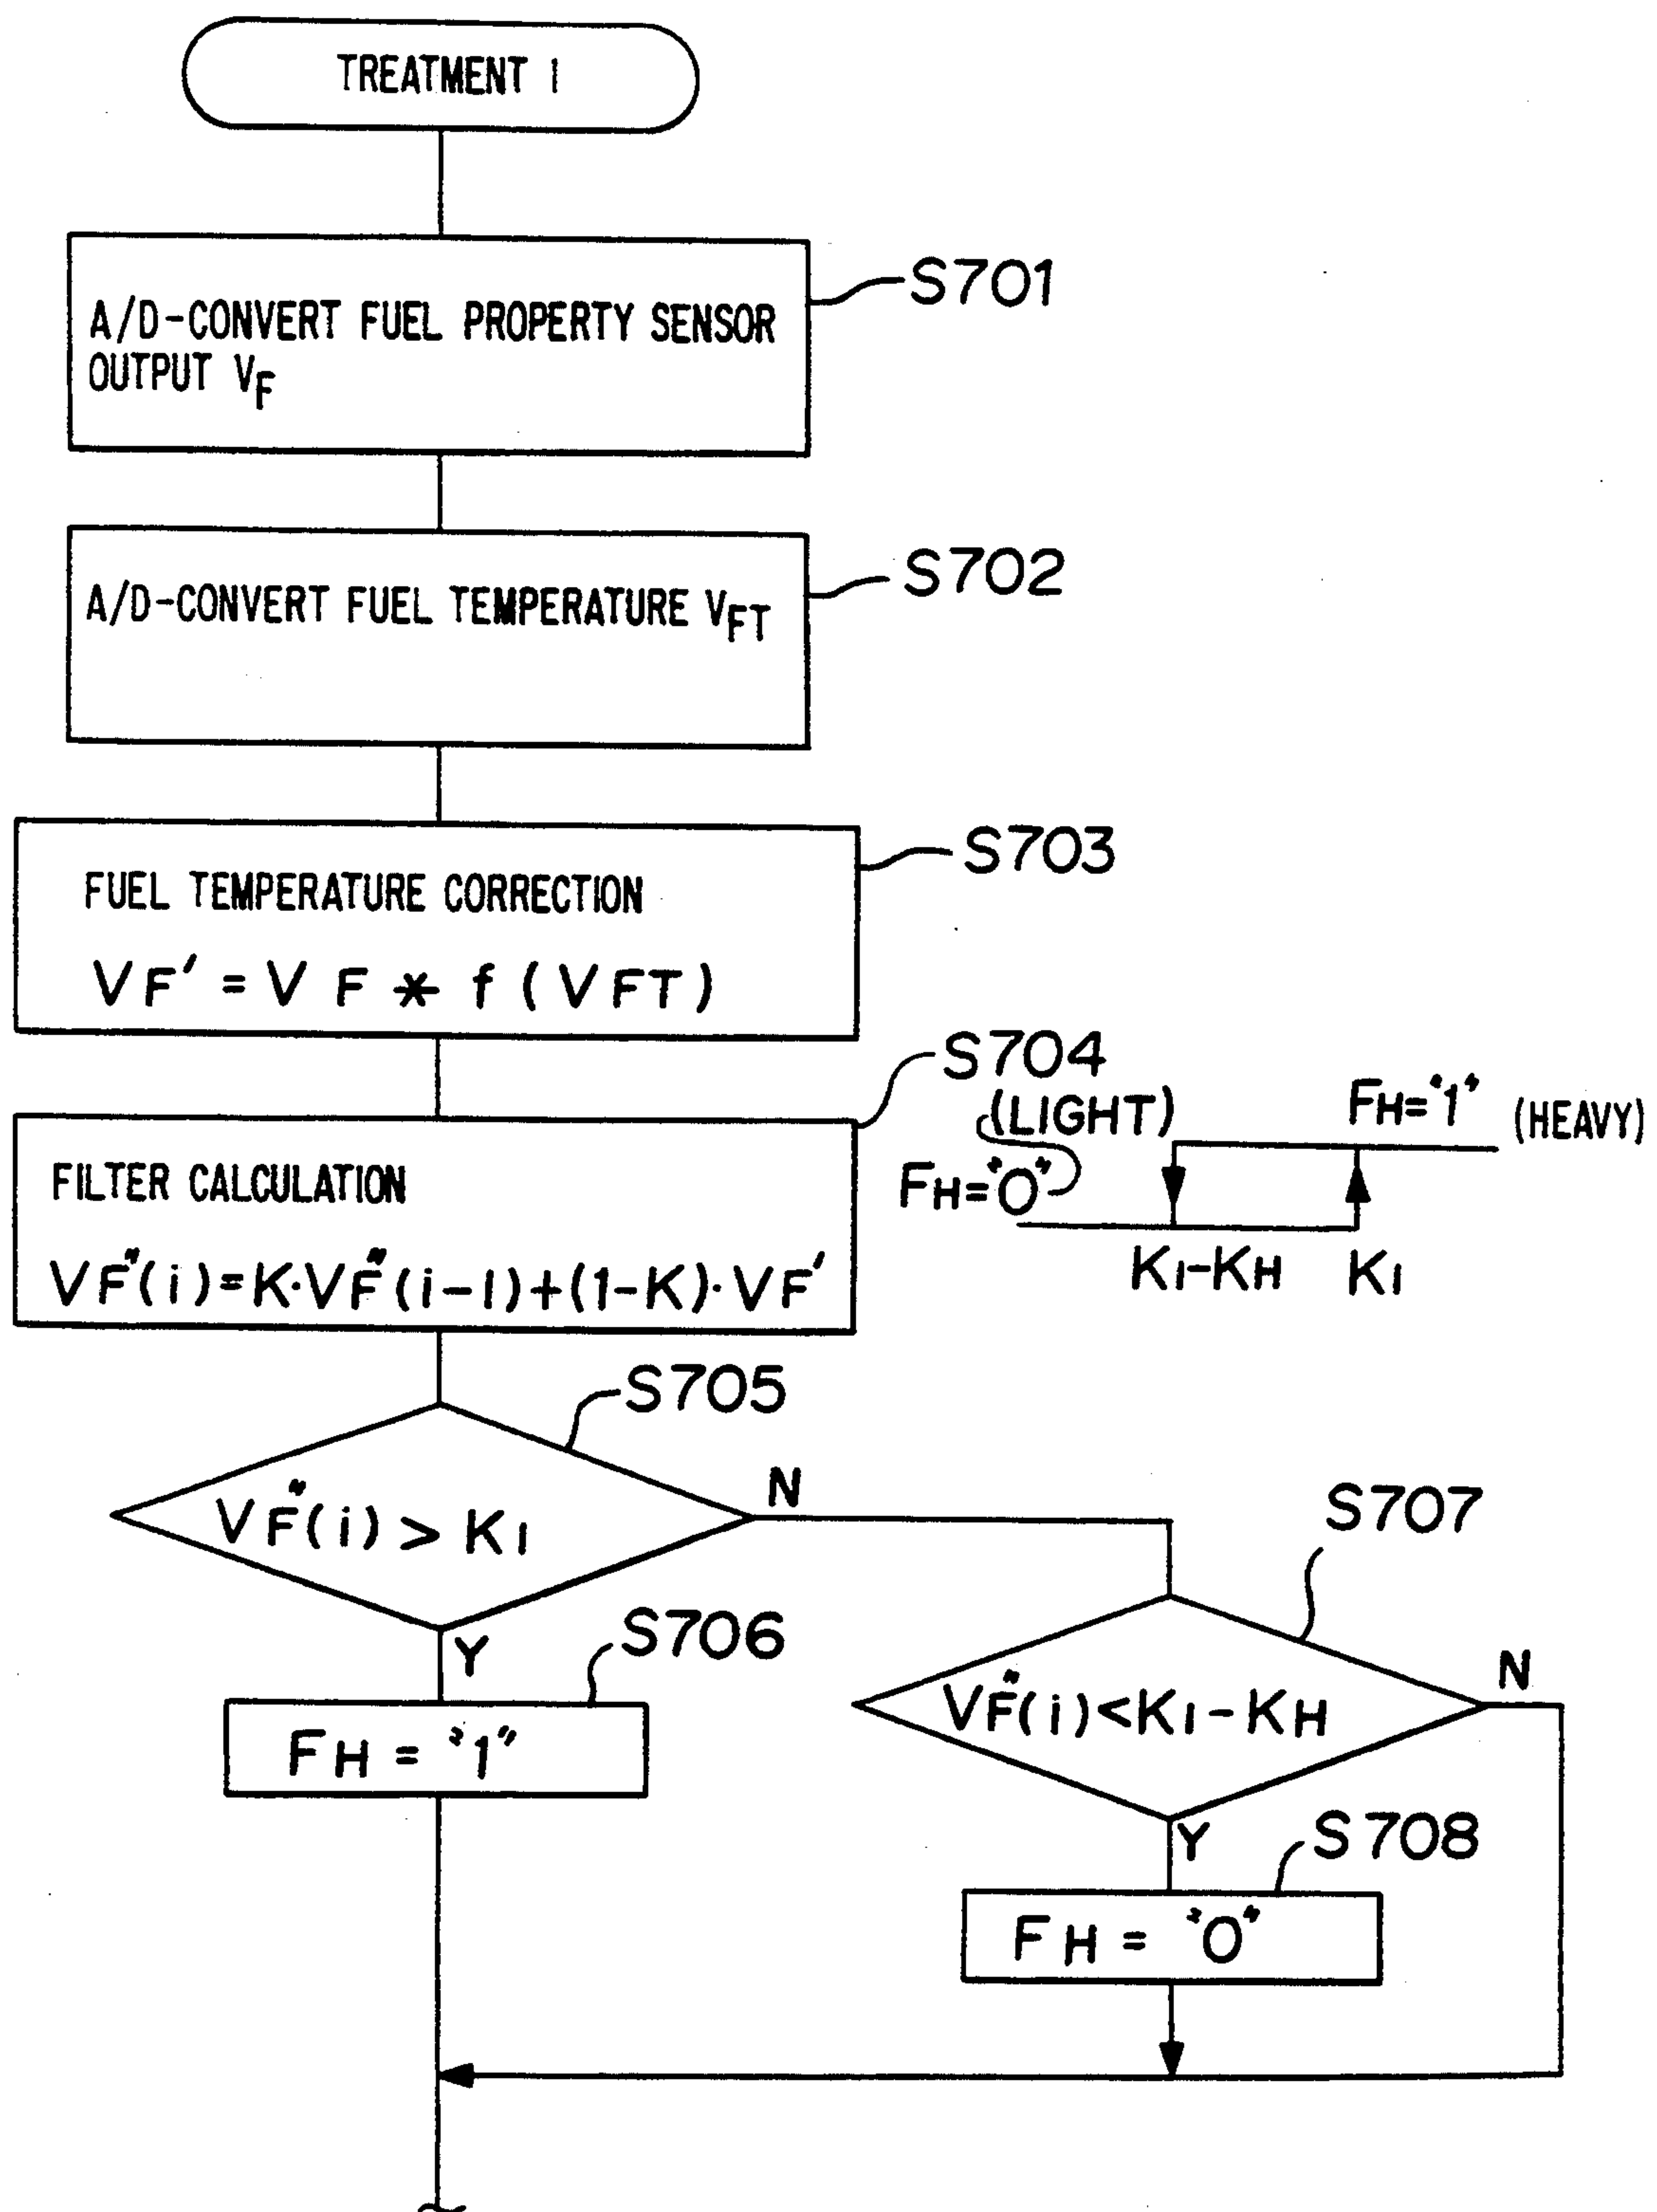 TREATMENT 1
A/D-CONVERT FUEL PROPERTY SENSOR
OUTPUT VF
S701
A/D-CONVERT FUEL TEMPERATURE VFT
S702
FUEL TEMPERATURE CORRECTION
VF' = VF * f (VFT)
S703
FILTER CALCULATION
VF"(i)=K·VF"(i-1)+(1-K)·VF'
S704
(LIGHT)
FH="0"
FH="1" (HEAVY)
K1-KH K1
VF"(i) > K1
S705
N
Y
FH = "1"
S706
VF"(i)<K1-KH
S707
N
Y
FH = "0"
S708